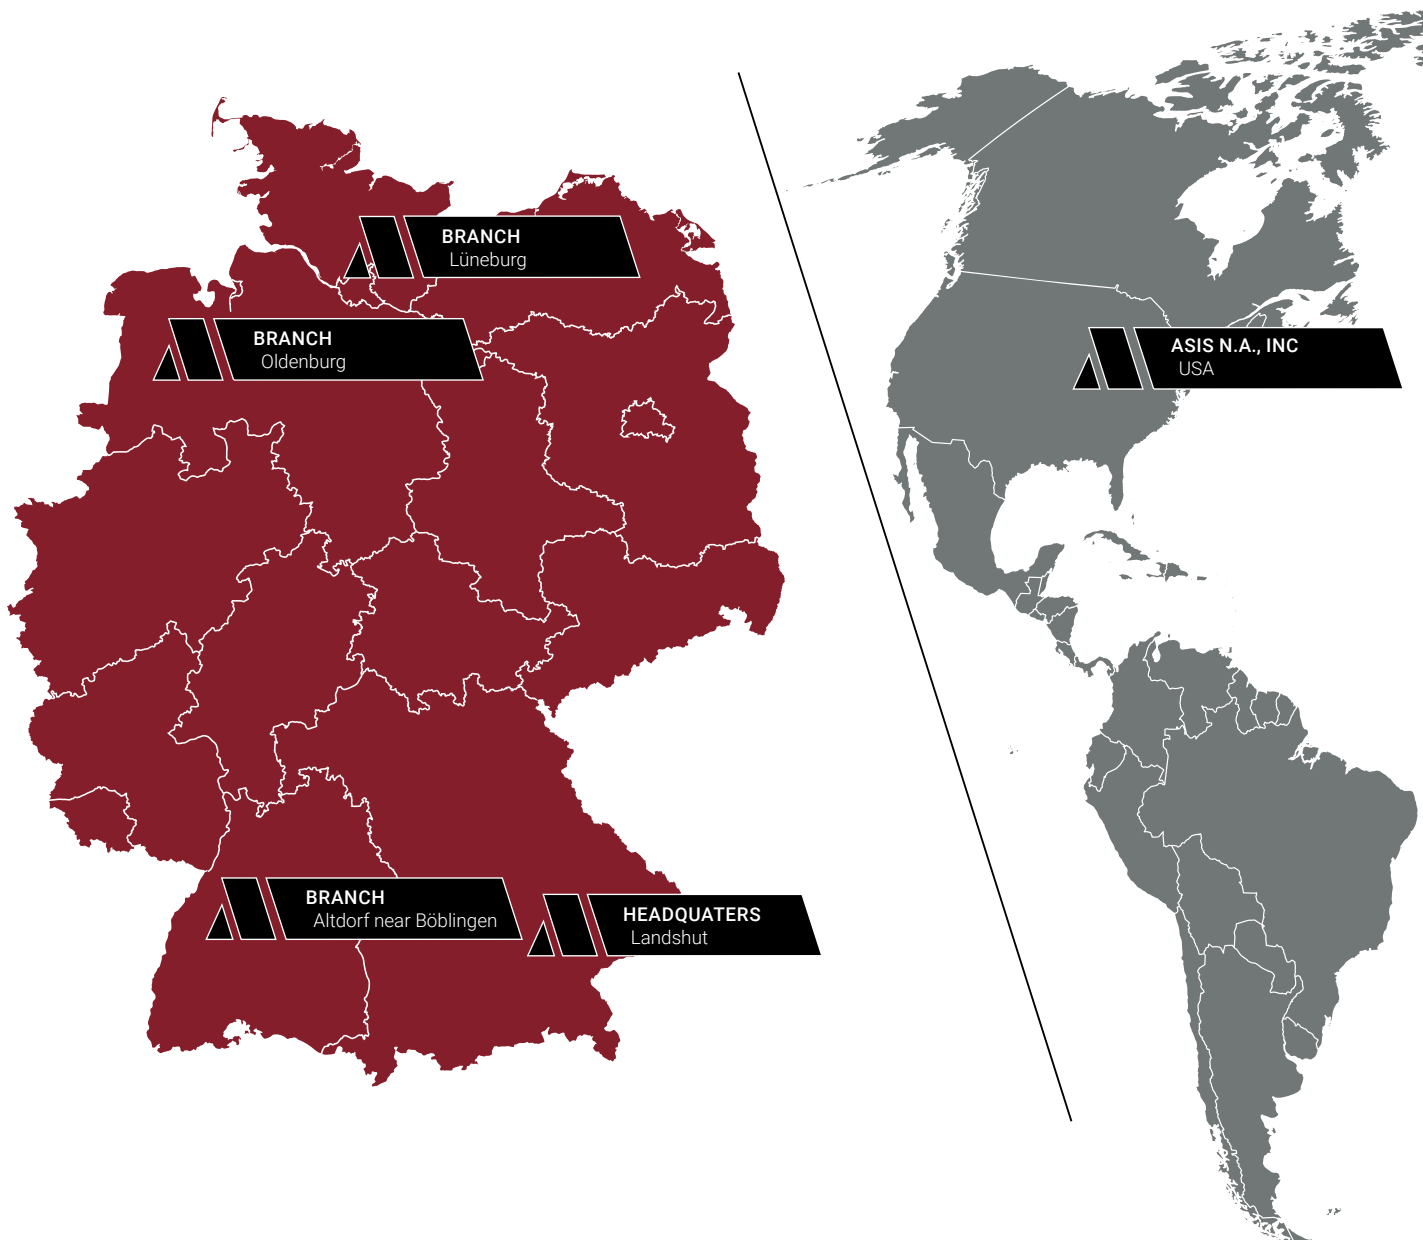 BRANCH
Lüneburg
BRANCH
Oldenburg
ASIS N.A., INC
USA
BRANCH
Altdorf near Böblingen
HEADQUATERS
Landshut